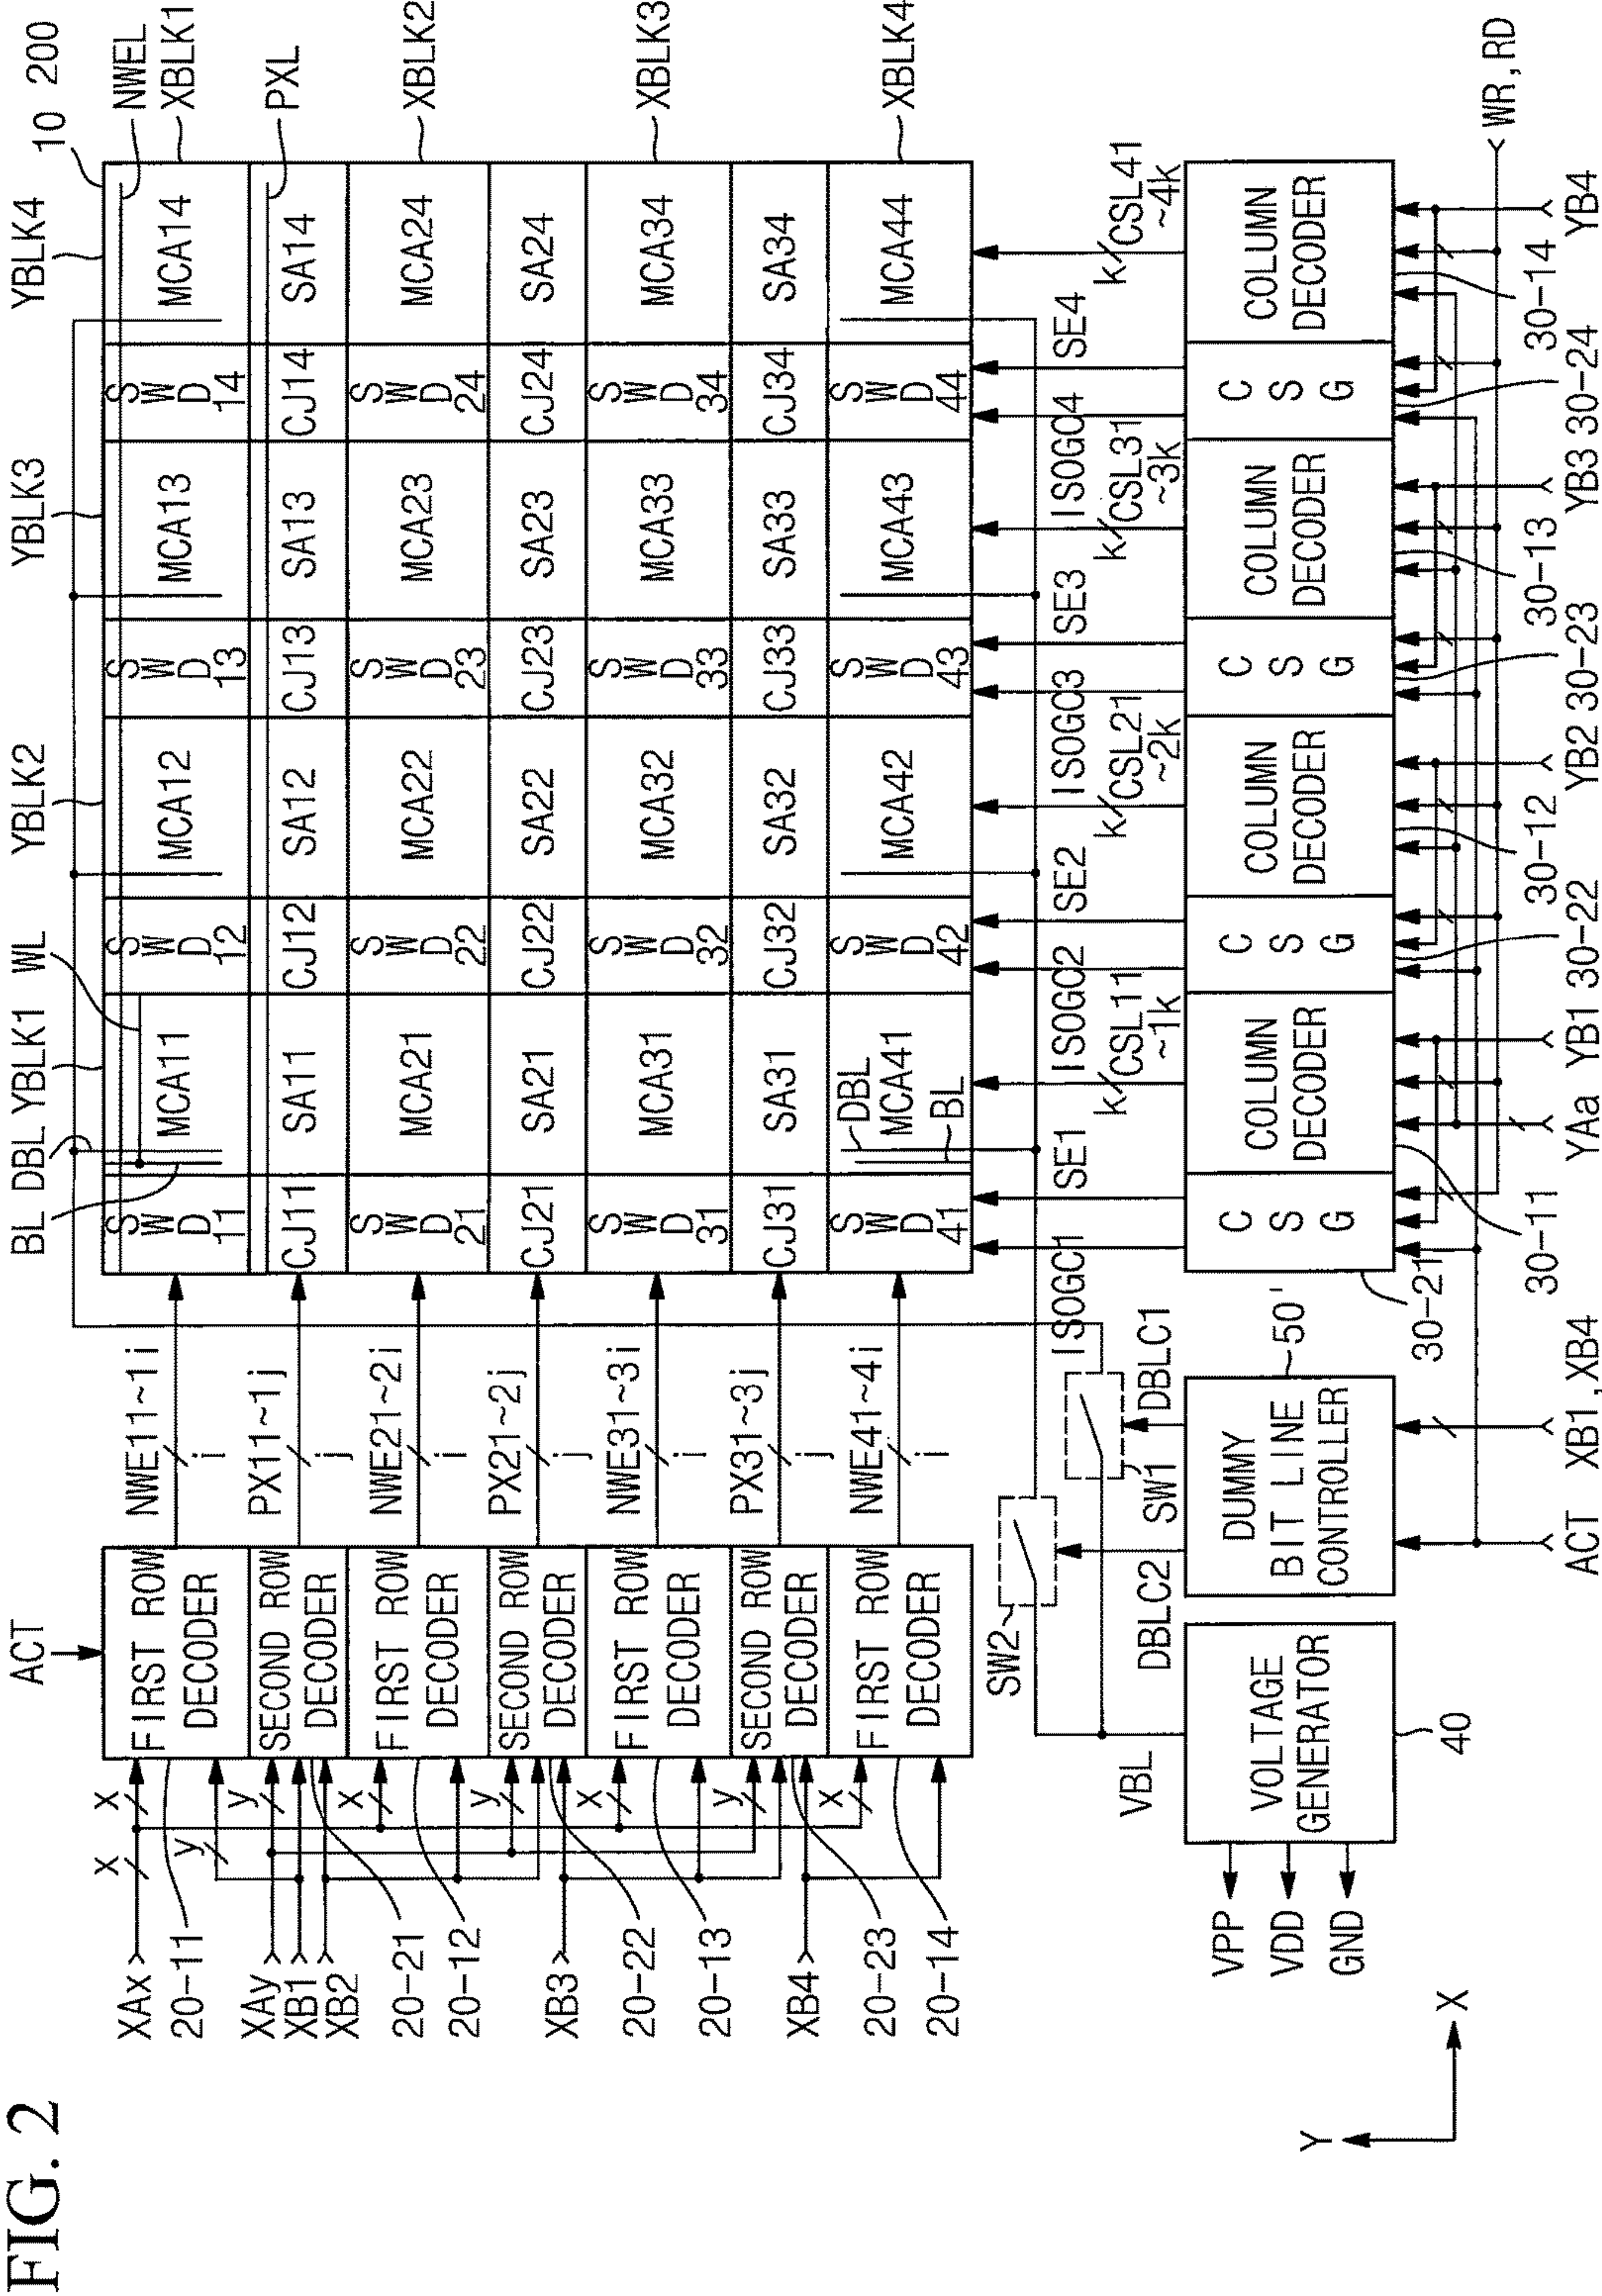 FIG. 2
200
10
YBLK1
YBLK2
YBLK3
YBLK4
BL
DBL
WL
NWEL
XBLK1
PXL
XBLK2
XBLK3
XBLK4
ACT
XAx
x
x
20-11
y
XAy
y
XB1
XB2
20-21
x
20-12
y
XB3
20-22
x
20-13
y
XB4
20-23
x
20-14
FIRST ROW
DECODER
SECOND ROW
DECODER
FIRST ROW
DECODER
SECOND ROW
DECODER
FIRST ROW
DECODER
SECOND ROW
DECODER
FIRST ROW
DECODER
NWE11~1i
i
PX11~1j
j
NWE21~2i
i
PX21~2j
j
NWE31~3i
i
PX31~3j
j
NWE41~4i
i
SWD11
MCA11
SWD12
MCA12
SWD13
MCA13
SWD14
MCA14
CJ11
SA11
CJ12
SA12
CJ13
SA13
CJ14
SA14
SWD21
MCA21
SWD22
MCA22
SWD23
MCA23
SWD24
MCA24
CJ21
SA21
CJ22
SA22
CJ23
SA23
CJ24
SA24
SWD31
MCA31
SWD32
MCA32
SWD33
MCA33
SWD34
MCA34
CJ31
SA31
CJ32
SA32
CJ33
SA33
CJ34
SA34
SWD41
DBL
MCA41
BL
SWD42
MCA42
SWD43
MCA43
SWD44
MCA44
SW2
SW1
VBL
DBLC2
DBLC1
ISOGC1
SE1
k
CSL11
~1k
ISOGC2
SE2
k
CSL21
~2k
ISOGC3
SE3
k
CSL31
~3k
ISOGC4
SE4
k
CSL41
~4k
VOLTAGE
GENERATOR
40
VPP
VDD
GND
DUMMY
BIT LINE
CONTROLLER
50'
CSG
COLUMN
DECODER
CSG
COLUMN
DECODER
CSG
COLUMN
DECODER
CSG
COLUMN
DECODER
30-21
30-11
30-22
30-12
30-23
30-13
30-24
30-14
WR,RD
ACT
XB1,XB4
YAa
YB1
YB2
YB3
YB4
Y
X